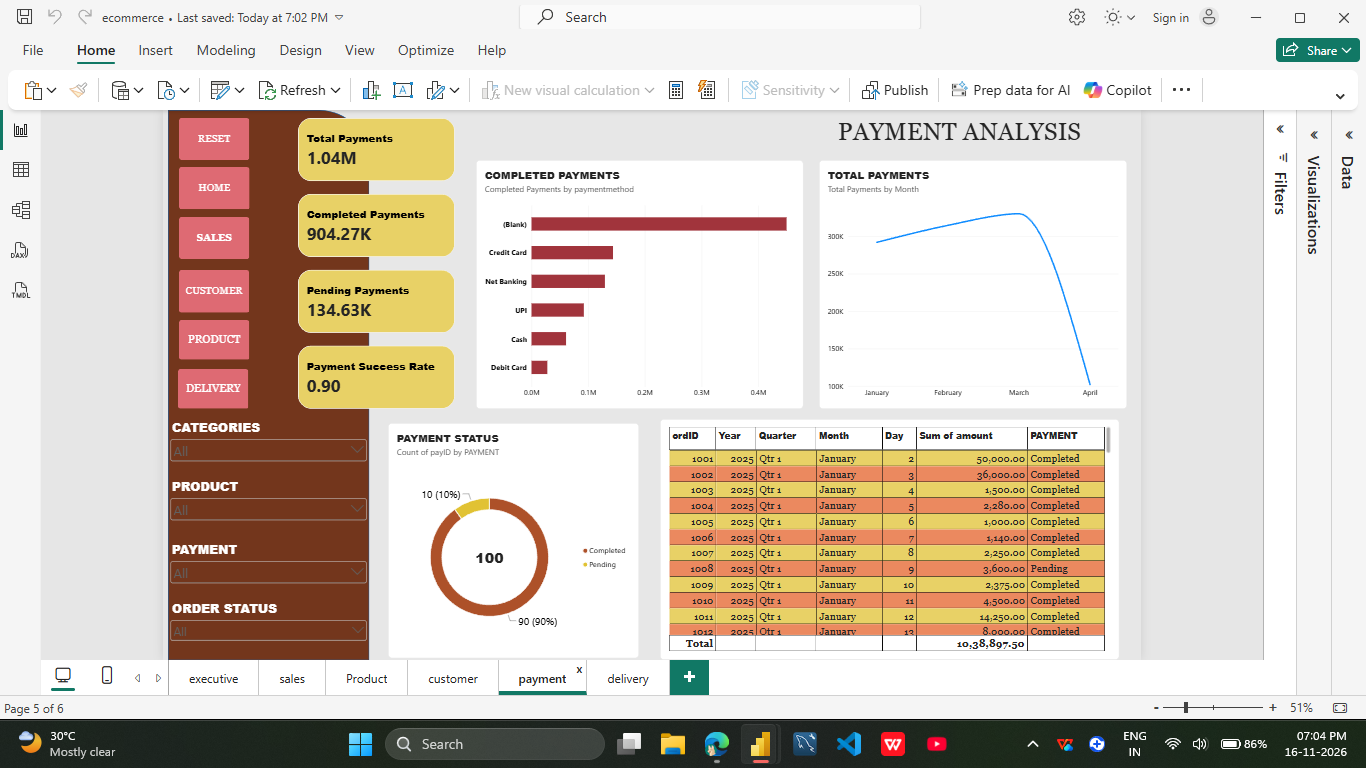 ecommerce • Last saved: Today at 7:02 PM
Search
Sign in
File Home Insert Modeling Design View Optimize Help
Share
Refresh
New visual calculation
Sensitivity
Publish
Prep data for AI
Copilot
DAX
TMDL
RESET
HOME
SALES
CUSTOMER
PRODUCT
DELIVERY
CATEGORIES
All
PRODUCT
All
PAYMENT
All
ORDER STATUS
All
Total Payments
1.04M
Completed Payments
904.27K
Pending Payments
134.63K
Payment Success Rate
0.90
PAYMENT ANALYSIS
COMPLETED PAYMENTS
Completed Payments by paymentmethod
(Blank)
Credit Card
Net Banking
UPI
Cash
Debit Card
0.0M 0.1M 0.2M 0.3M 0.4M
TOTAL PAYMENTS
Total Payments by Month
300K
250K
200K
150K
100K
January February March April
PAYMENT STATUS
Count of payID by PAYMENT
10 (10%)
100
90 (90%)
Completed
Pending
ordID Year Quarter Month Day Sum of amount PAYMENT
1001 2025 Qtr 1 January 2 50,000.00 Completed
1002 2025 Qtr 1 January 3 36,000.00 Completed
1003 2025 Qtr 1 January 4 1,500.00 Completed
1004 2025 Qtr 1 January 5 2,280.00 Completed
1005 2025 Qtr 1 January 6 1,000.00 Completed
1006 2025 Qtr 1 January 7 1,140.00 Completed
1007 2025 Qtr 1 January 8 2,250.00 Completed
1008 2025 Qtr 1 January 9 3,600.00 Pending
1009 2025 Qtr 1 January 10 2,375.00 Completed
1010 2025 Qtr 1 January 11 4,500.00 Completed
1011 2025 Qtr 1 January 12 14,250.00 Completed
1012 2025 Qtr 1 January 13 8,000.00 Completed
Total 10,38,897.50
Filters
Visualizations
Data
executive sales Product customer payment x delivery
Page 5 of 6
- + 51%
30°C
Mostly clear
Search
ENG
IN
86%
07:04 PM
16-11-2026